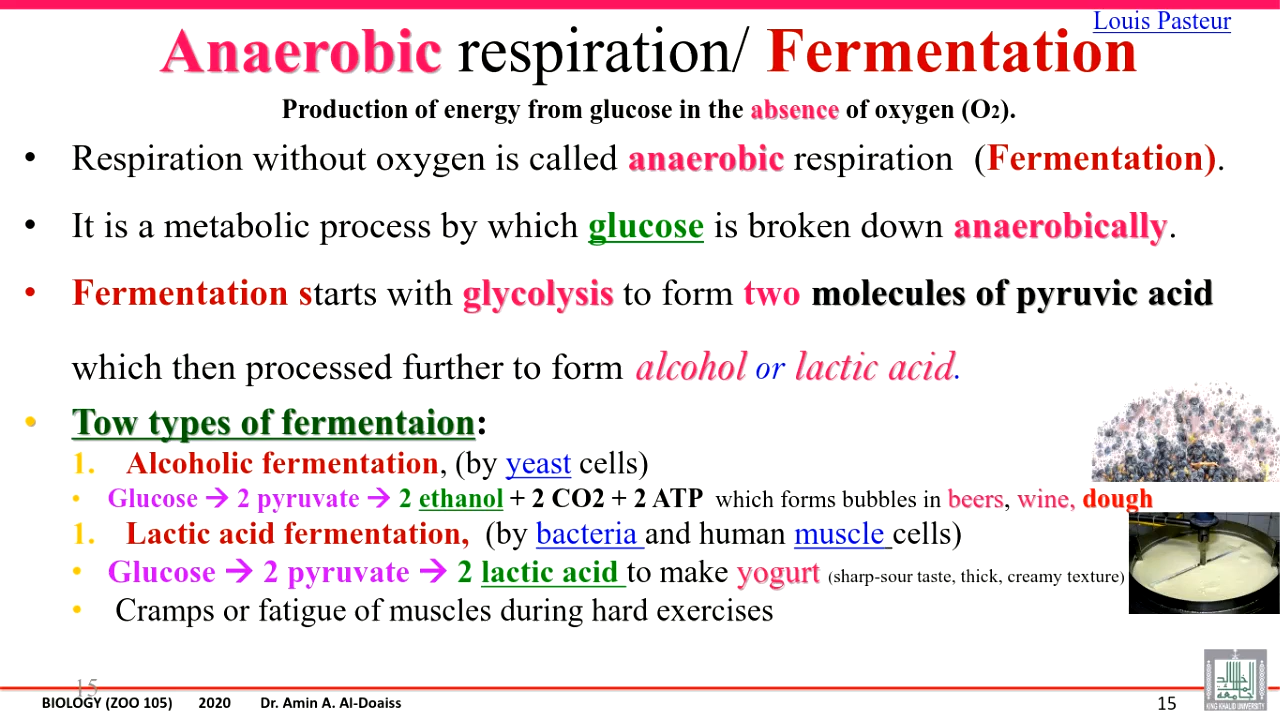 Louis Pasteur
Anaerobic respiration/ Fermentation
Production of energy from glucose in the absence of oxygen (O2).
• Respiration without oxygen is called anaerobic respiration (Fermentation).
• It is a metabolic process by which glucose is broken down anaerobically.
• Fermentation starts with glycolysis to form two molecules of pyruvic acid
which then processed further to form alcohol or lactic acid.
• Tow types of fermentaion:
1. Alcoholic fermentation, (by yeast cells)
• Glucose → 2 pyruvate → 2 ethanol + 2 CO2 + 2 ATP which forms bubbles in beers, wine, dough
1. Lactic acid fermentation, (by bacteria and human muscle cells)
• Glucose → 2 pyruvate → 2 lactic acid to make yogurt (sharp-sour taste, thick, creamy texture)
• Cramps or fatigue of muscles during hard exercises
15
BIOLOGY (ZOO 105) 2020 Dr. Amin A. Al-Doaiss
15
KING KHALID UNIVERSITY